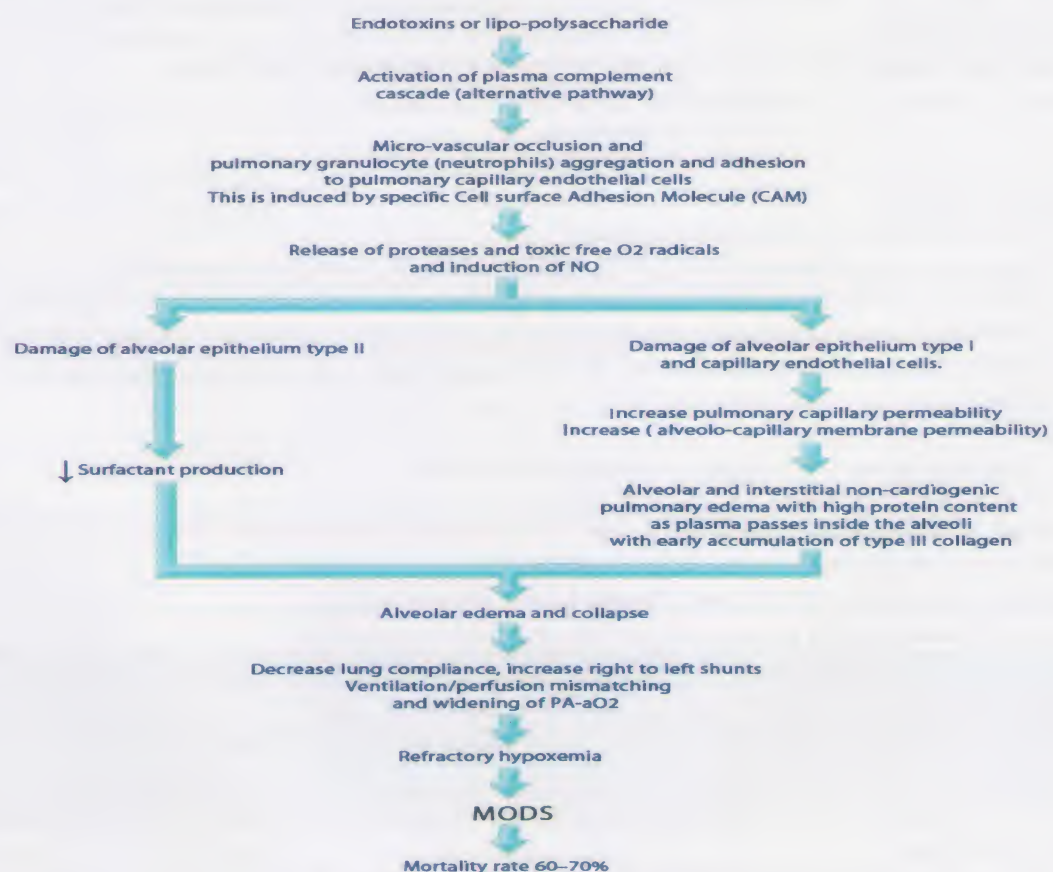 Endotoxins or lipo-polysaccharide
Activation of plasma complement
cascade (alternative pathway)
Micro-vascular occlusion and
pulmonary granulocyte (neutrophils) aggregation and adhesion
to pulmonary capillary endothelial cells
This is induced by specific Cell surface Adhesion Molecule (CAM)
Release of proteases and toxic free O2 radicals
and induction of NO
Damage of alveolar epithelium type II
↓ Surfactant production
Damage of alveolar epithelium type I
and capillary endothelial cells.
Increase pulmonary capillary permeability
Increase ( alveolo-capillary membrane permeability)
Alveolar and interstitial non-cardiogenic
pulmonary edema with high protein content
as plasma passes inside the alveoli
with early accumulation of type III collagen
Alveolar edema and collapse
Decrease lung compliance, increase right to left shunts
Ventilation/perfusion mismatching
and widening of PA-aO2
Refractory hypoxemia
MODS
Mortality rate 60–70%